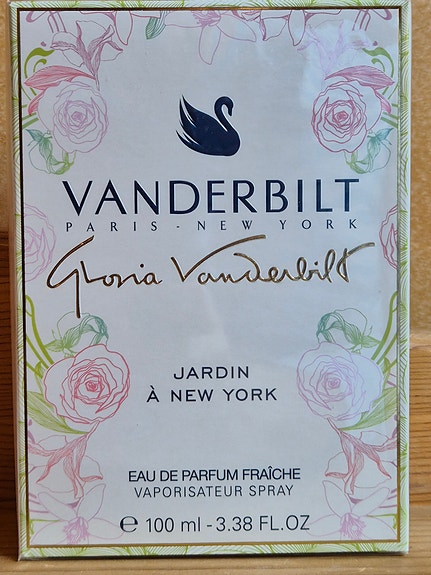 VANDERBILT
PARIS - NEW YORK
Gloria Vanderbilt
JARDIN
À NEW YORK
EAU DE PARFUM FRAÎCHE
VAPORISATEUR SPRAY
℮ 100 ml - 3.38 FL.OZ